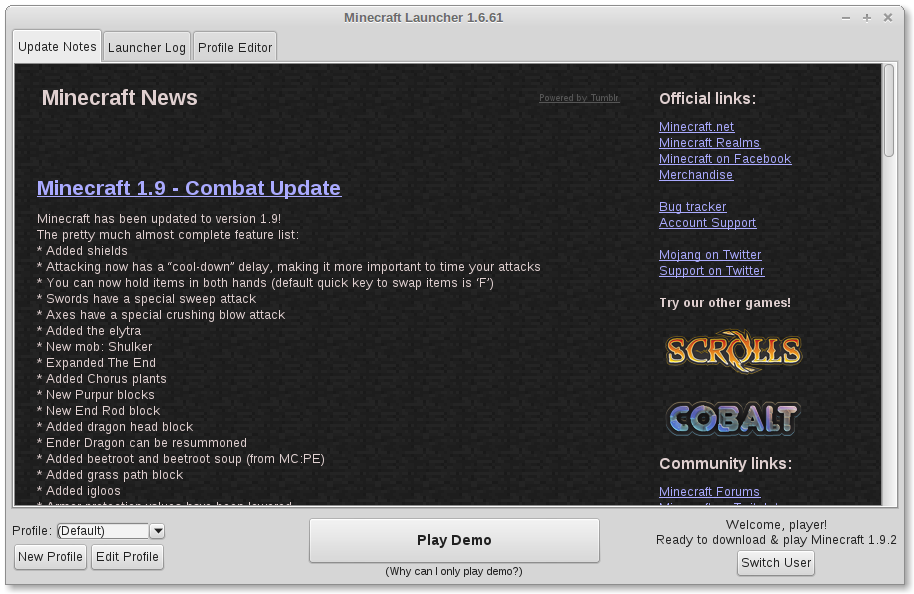 Minecraft Launcher 1.6.61
Update Notes
Launcher Log
Profile Editor
Minecraft News
Powered by Tumblr
Minecraft 1.9 - Combat Update
Minecraft has been updated to version 1.9!
The pretty much almost complete feature list:
* Added shields
* Attacking now has a “cool-down” delay, making it more important to time your attacks
* You can now hold items in both hands (default quick key to swap items is ‘F’)
* Swords have a special sweep attack
* Axes have a special crushing blow attack
* Added the elytra
* New mob: Shulker
* Expanded The End
* Added Chorus plants
* New Purpur blocks
* New End Rod block
* Added dragon head block
* Ender Dragon can be resummoned
* Added beetroot and beetroot soup (from MC:PE)
* Added grass path block
* Added igloos
Official links:
Minecraft.net
Minecraft Realms
Minecraft on Facebook
Merchandise
Bug tracker
Account Support
Mojang on Twitter
Support on Twitter
Try our other games!
SCROLLS
COBALT
Community links:
Minecraft Forums
Profile: (Default)
New Profile
Edit Profile
Play Demo
(Why can I only play demo?)
Welcome, player!
Ready to download & play Minecraft 1.9.2
Switch User